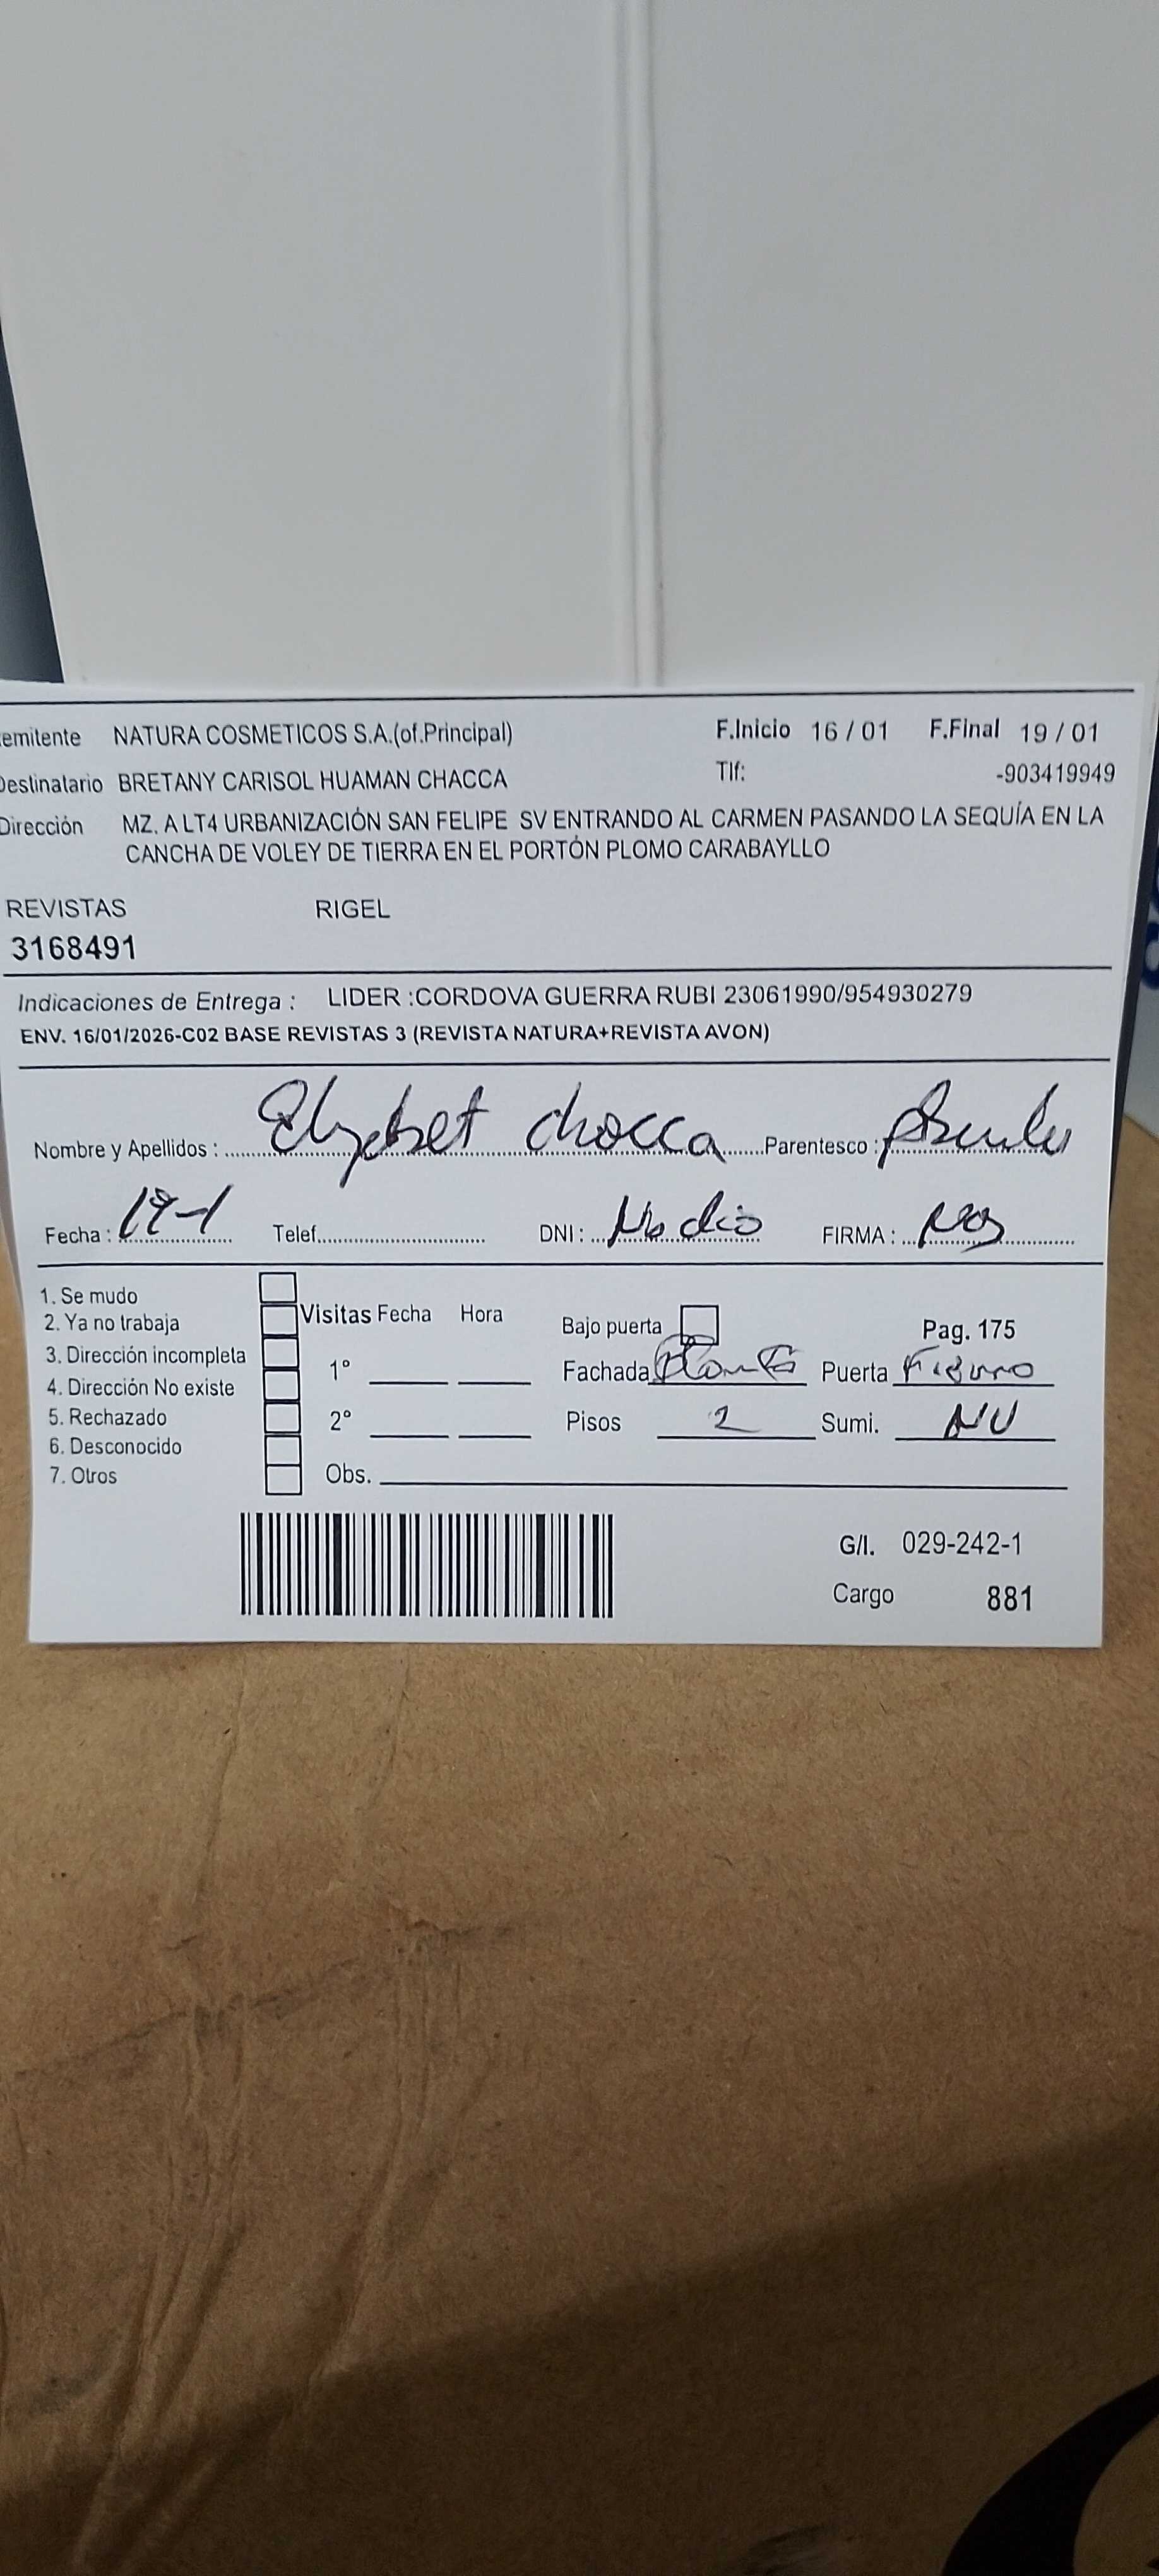 emitente NATURA COSMETICOS S.A.(of.Principal) F.Inicio 16 / 01 F.Final 19 / 01
Destinatario BRETANY CARISOL HUAMAN CHACCA Tlf: -903419949
Dirección MZ. A LT4 URBANIZACIÓN SAN FELIPE SV ENTRANDO AL CARMEN PASANDO LA SEQUÍA EN LA
CANCHA DE VOLEY DE TIERRA EN EL PORTÓN PLOMO CARABAYLLO
REVISTAS RIGEL
3168491
Indicaciones de Entrega : LIDER :CORDOVA GUERRA RUBI 23061990/954930279
ENV. 16/01/2026-C02 BASE REVISTAS 3 (REVISTA NATURA+REVISTA AVON)
Nombre y Apellidos : chacca Parentesco :
Fecha : 19-1 Telef. DNI : No dio FIRMA :
1. Se mudo
2. Ya no trabaja Visitas Fecha Hora Bajo puerta Pag. 175
3. Dirección incompleta 1° Fachada Puerta Fierro
4. Dirección No existe
5. Rechazado 2° Pisos 2 Sumi. N/V
6. Desconocido
7. Otros Obs.
G/I. 029-242-1
Cargo 881